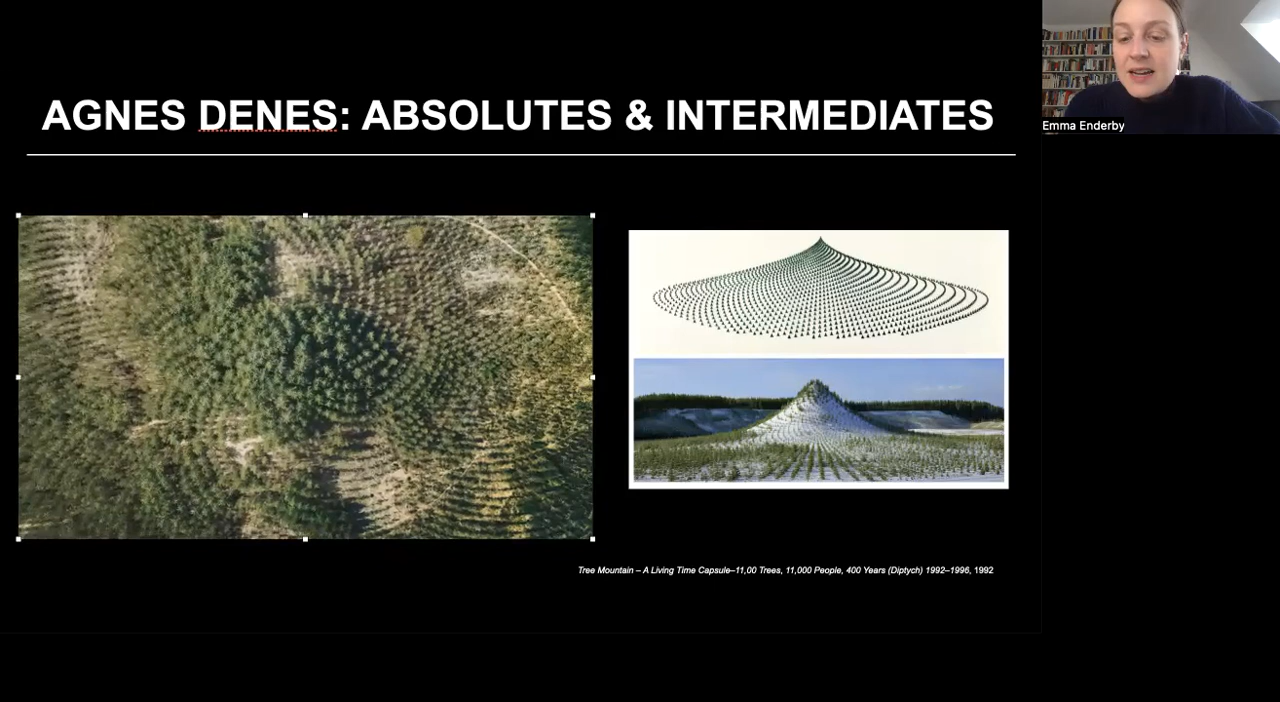 AGNES DENES: ABSOLUTES & INTERMEDIATES
Emma Enderby
Tree Mountain – A Living Time Capsule–11,00 Trees, 11,000 People, 400 Years (Diptych) 1992–1996, 1992